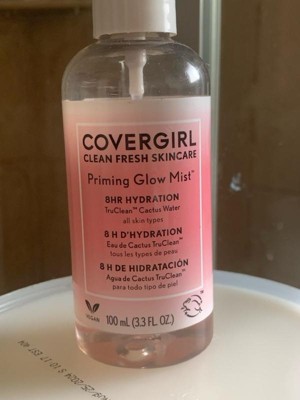 COVERGIRL
CLEAN FRESH SKINCARE
Priming Glow Mist™
8HR HYDRATION
TruClean™ Cactus Water
all skin types
8 H D'HYDRATION
Eau de Cactus TruClean™
tous les types de peau
8 H DE HIDRATACIÓN
Agua de Cactus TruClean™
para todo tipo de piel
VEGAN
100 mL (3.3 FL OZ.)